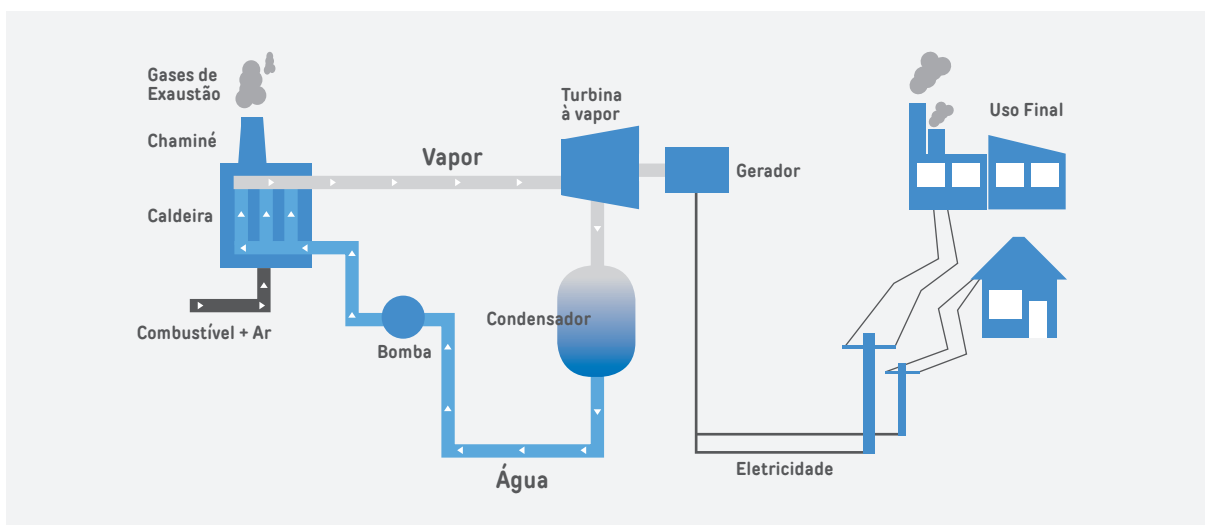 Gases de
Exaustão
Chaminé
Caldeira
Combustível + Ar
Vapor
Bomba
Água
Turbina
à vapor
Condensador
Gerador
Eletricidade
Uso Final